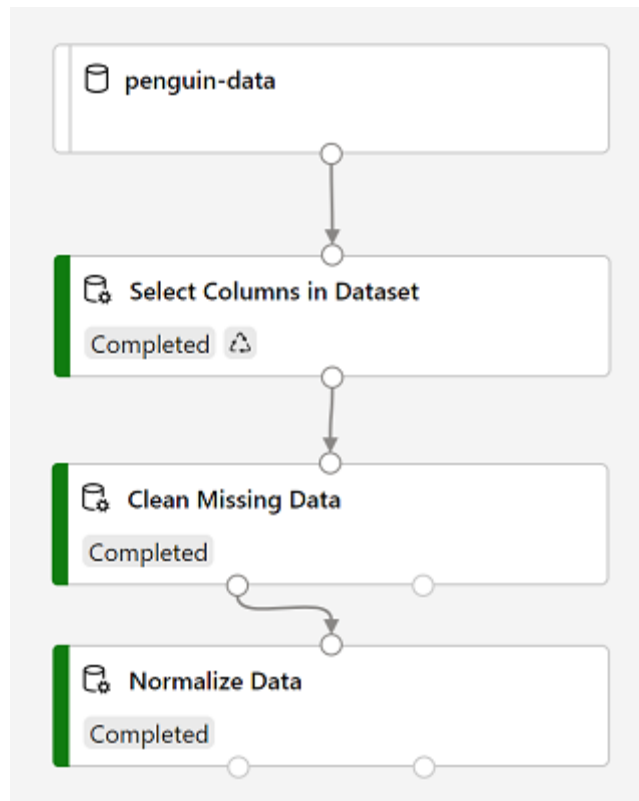 penguin-data
Select Columns in Dataset
Completed
Clean Missing Data
Completed
Normalize Data
Completed